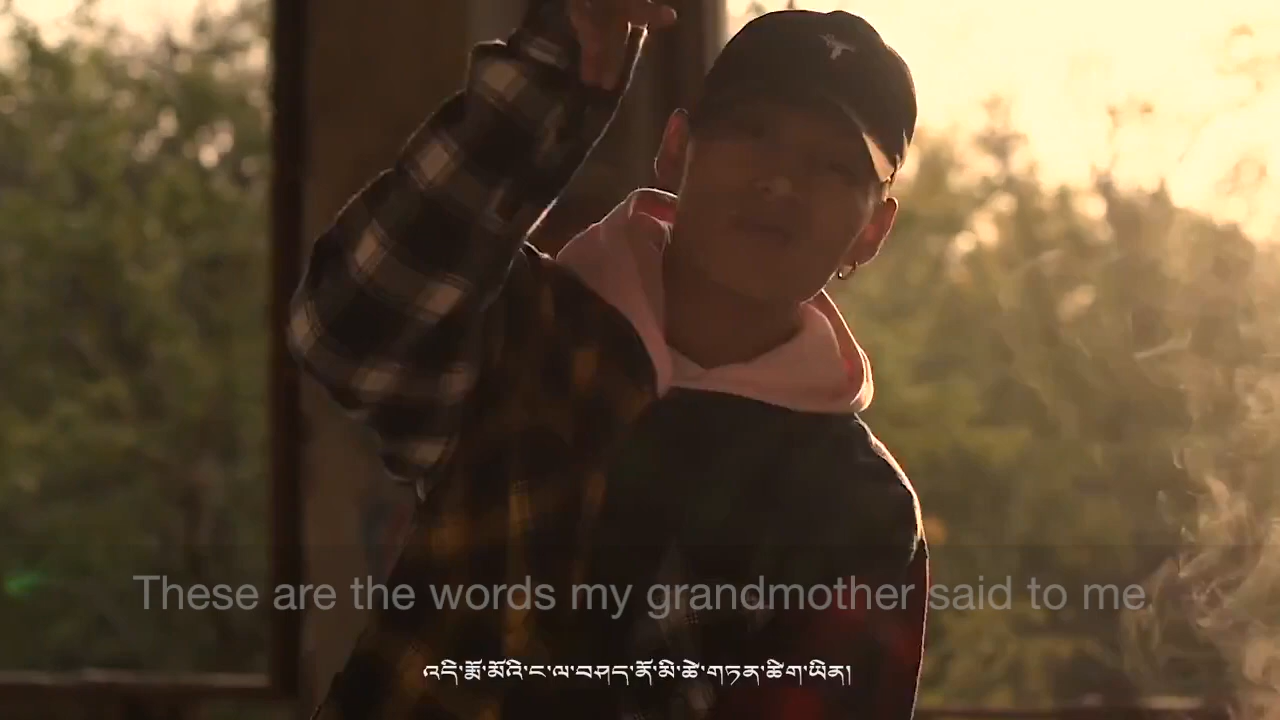 These are the words my grandmother said to me
འདི་རྨོ་མོའི་ང་ལ་བཤད་ནོ་མི་ཚེ་གཏན་ཚིག་ཡིན།